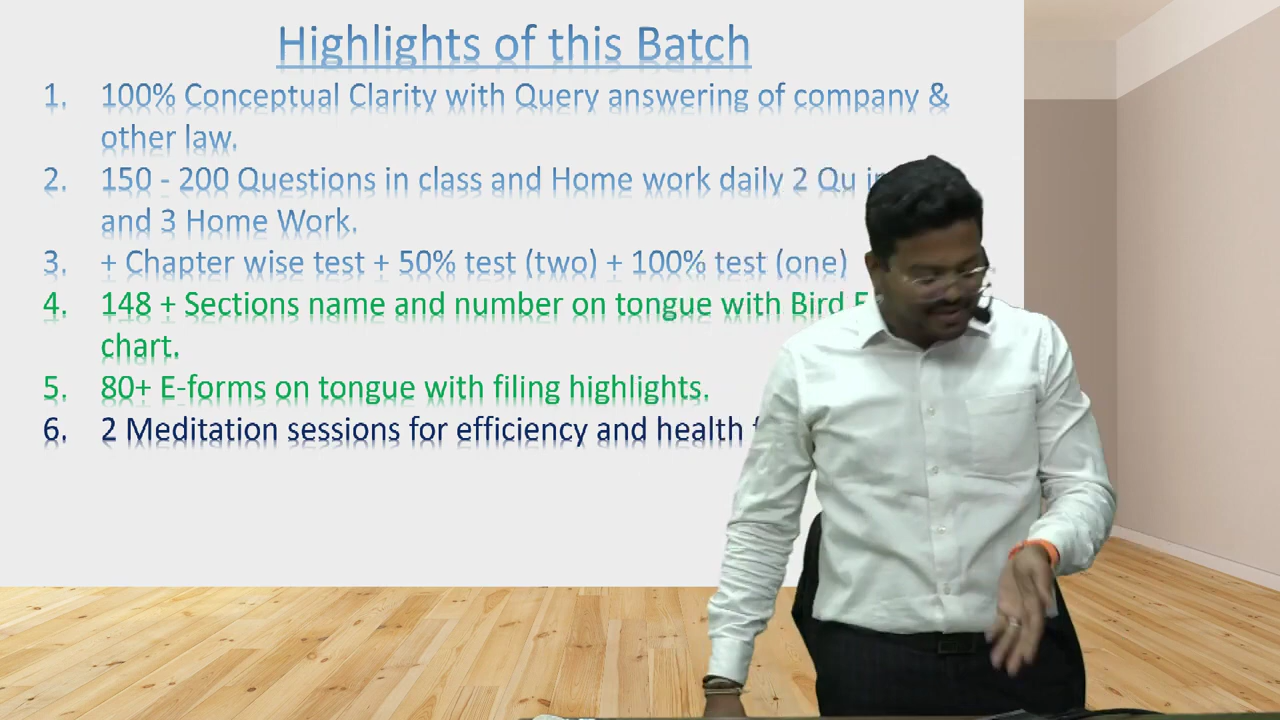 Highlights of this Batch
1. 100% Conceptual Clarity with Query answering of company &
other law.
2. 150 - 200 Questions in class and Home work daily 2 Qu
and 3 Home Work.
3. + Chapter wise test + 50% test (two) + 100% test (one)
4. 148 + Sections name and number on tongue with Bird
chart.
5. 80+ E-forms on tongue with filing highlights.
6. 2 Meditation sessions for efficiency and health